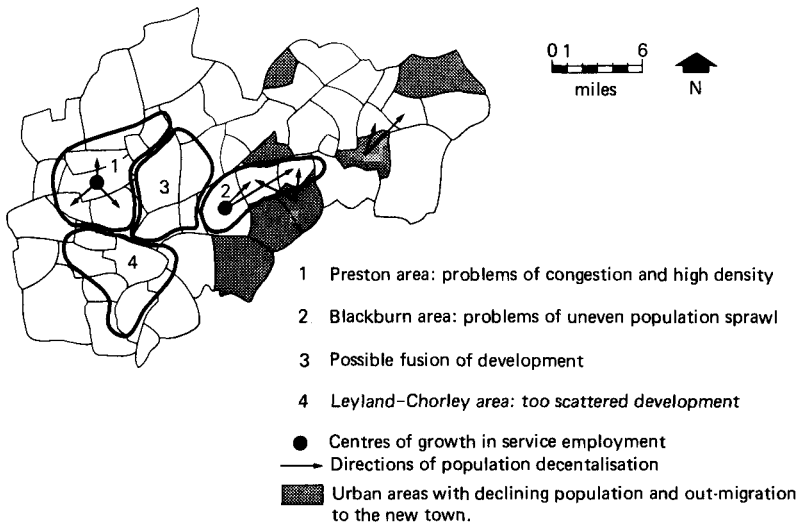 0 1 6
miles
N
1
3
2
4
1 Preston area: problems of congestion and high density
2 Blackburn area: problems of uneven population sprawl
3 Possible fusion of development
4 Leyland–Chorley area: too scattered development
Centres of growth in service employment
Directions of population decentalisation
Urban areas with declining population and out-migration
to the new town.